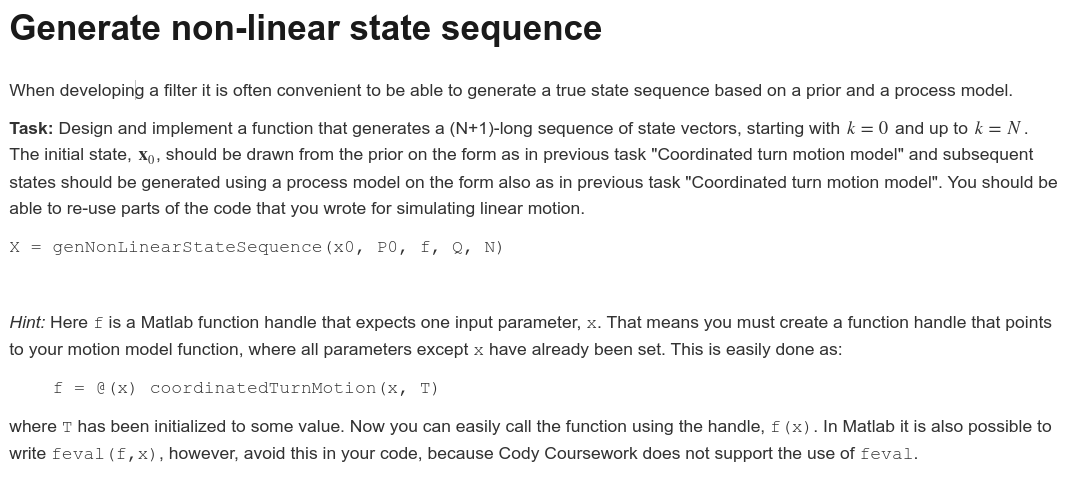 Generate non-linear state sequence
When developing a filter it is often convenient to be able to generate a true state sequence based on a prior and a process model.
Task: Design and implement a function that generates a (N+1)-long sequence of state vectors, starting with k = 0 and up to k = N.
The initial state, x₀, should be drawn from the prior on the form as in previous task "Coordinated turn motion model" and subsequent
states should be generated using a process model on the form also as in previous task "Coordinated turn motion model". You should be
able to re-use parts of the code that you wrote for simulating linear motion.
X = genNonLinearStateSequence(x0, P0, f, Q, N)
Hint: Here f is a Matlab function handle that expects one input parameter, x. That means you must create a function handle that points
to your motion model function, where all parameters except x have already been set. This is easily done as:
f = @(x) coordinatedTurnMotion(x, T)
where T has been initialized to some value. Now you can easily call the function using the handle, f(x). In Matlab it is also possible to
write feval(f,x), however, avoid this in your code, because Cody Coursework does not support the use of feval.